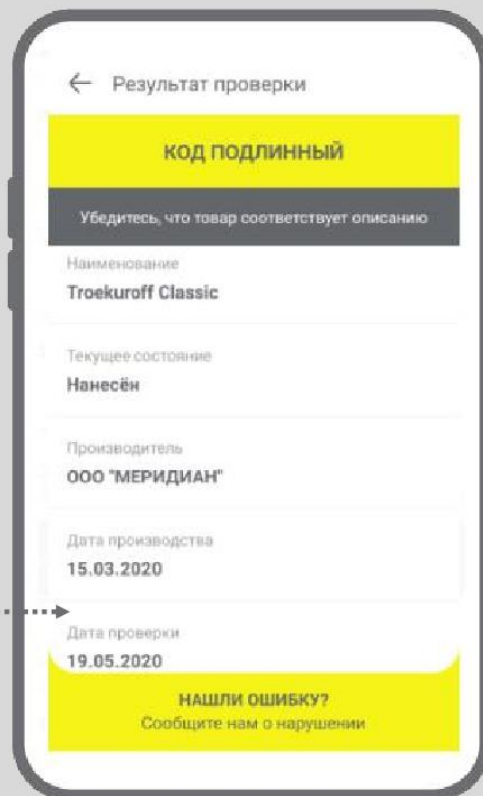 ← Результат проверки
КОД ПОДЛИННЫЙ
Убедитесь, что товар соответствует описанию
Наименование
Troekuroff Classic
Текущее состояние
Нанесён
Производитель
ООО "МЕРИДИАН"
Дата производства
15.03.2020
Дата проверки
19.05.2020
НАШЛИ ОШИБКУ?
Сообщите нам о нарушении